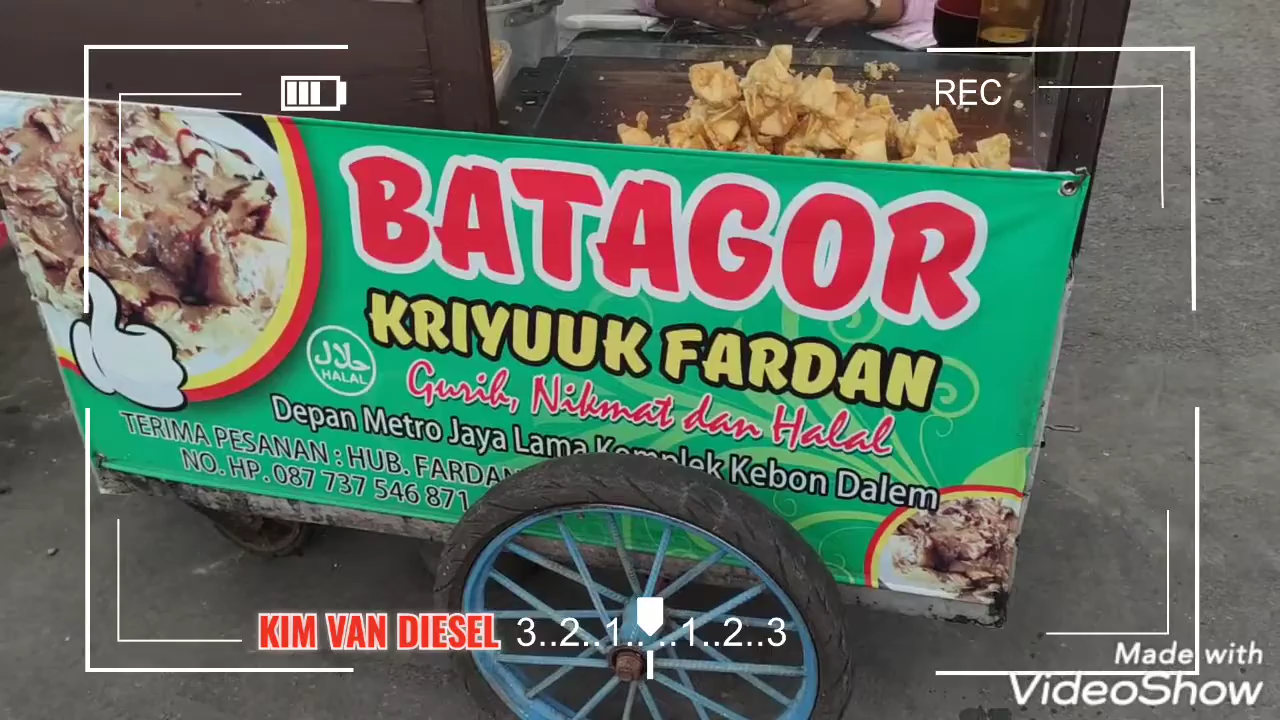 REC
BATAGOR
KRIYUUK FARDAN
حلال
HALAL
Gurih, Nikmat dan Halal
Depan Metro Jaya Lama Komplek Kebon Dalem
TERIMA PESANAN : HUB. FARDAN
NO. HP. 087 737 546 871
KIM VAN DIESEL
3..2..1.. ..1..2..3
Made with
VideoShow